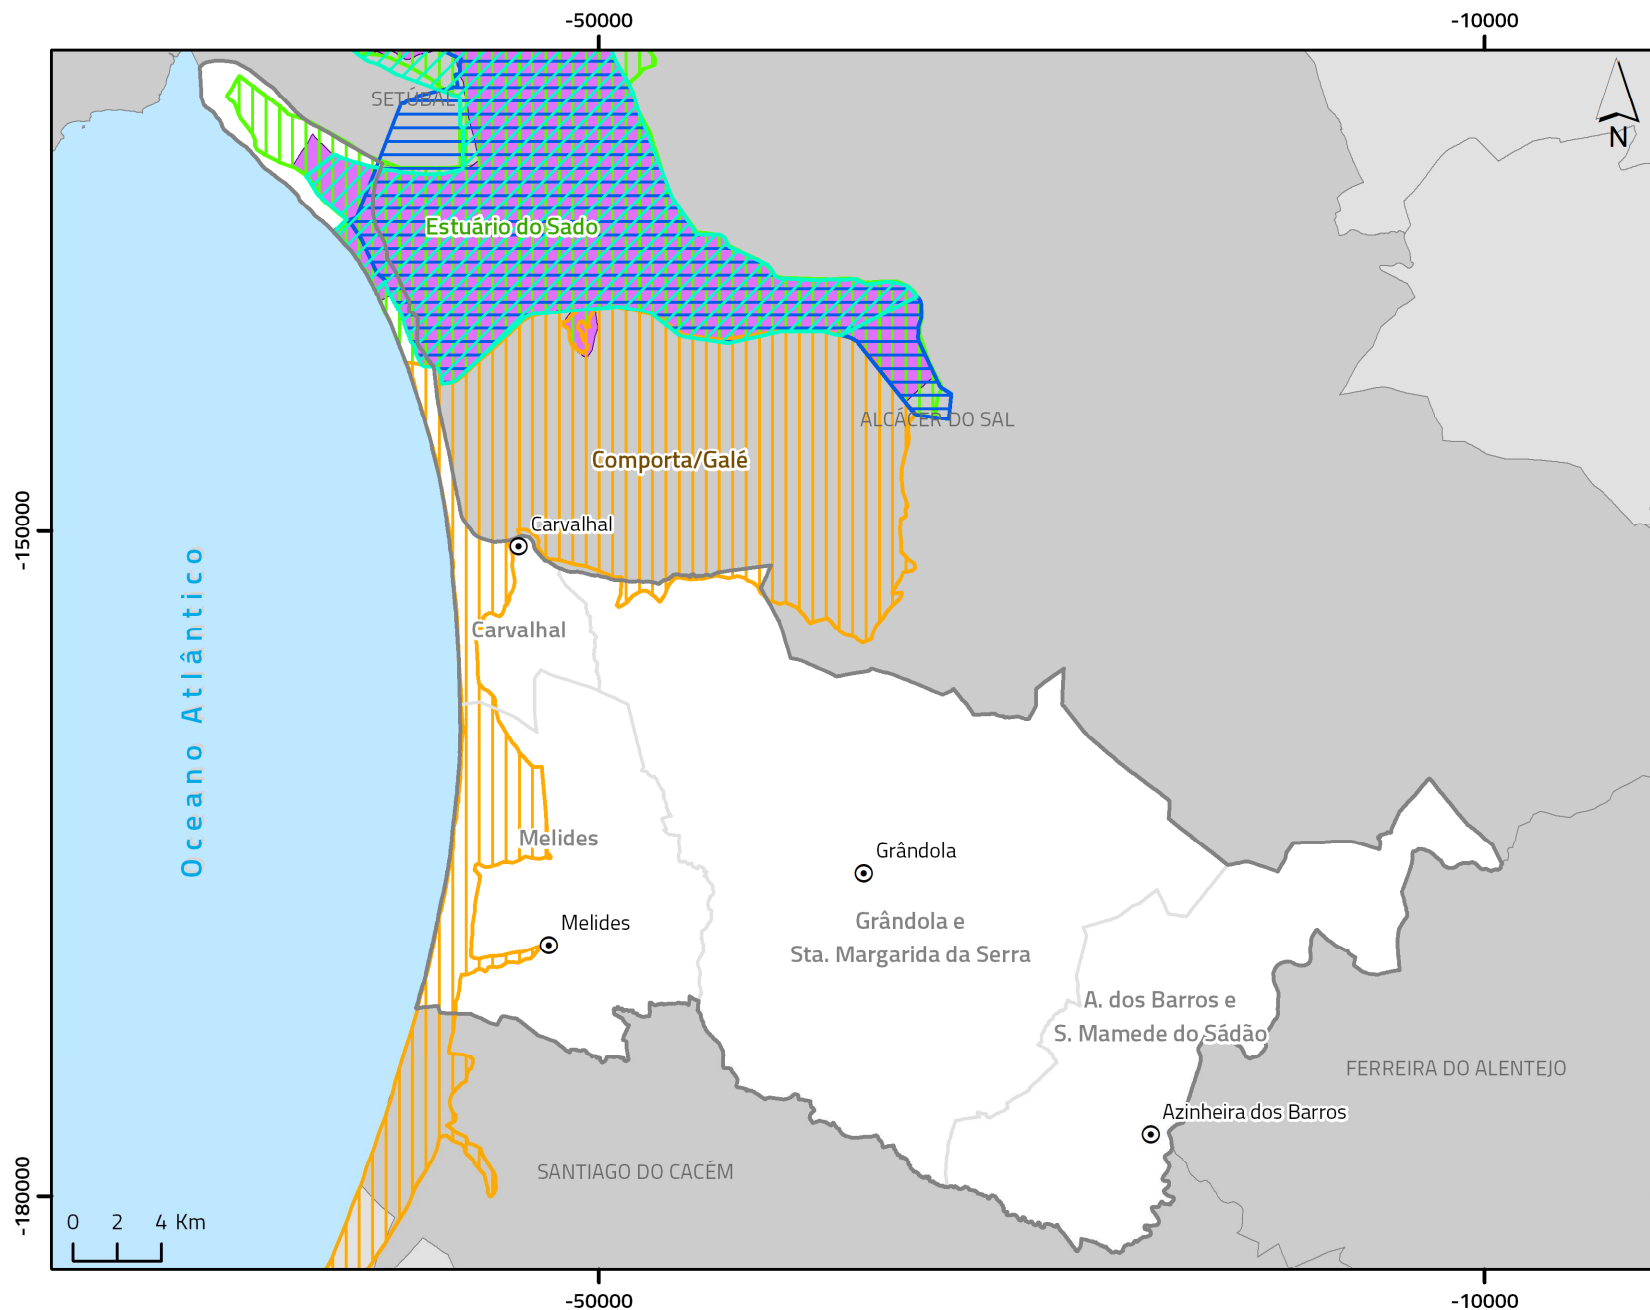 -50000
-10000
SETÚBAL
N
Estuário do Sado
ALCÁCER DO SAL
Comporta/Galé
-150000
Carvalhal
Oceano Atlântico
Carvalhal
Melides
Grândola
Melides
Grândola e
Sta. Margarida da Serra
A. dos Barros e
S. Mamede do Sádão
FERREIRA DO ALENTEJO
Azinheira dos Barros
SANTIAGO DO CACÉM
-180000
0 2 4 Km
-50000
-10000